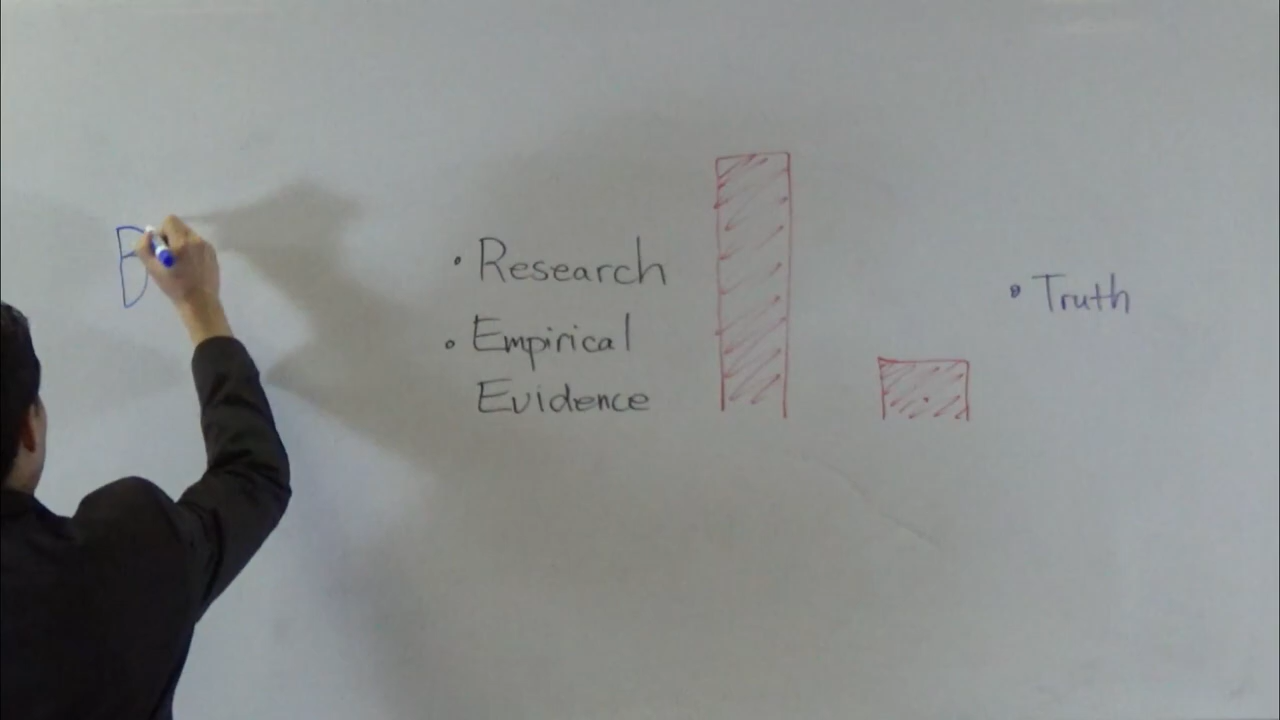 • Research
• Empirical
Evidence
• Truth